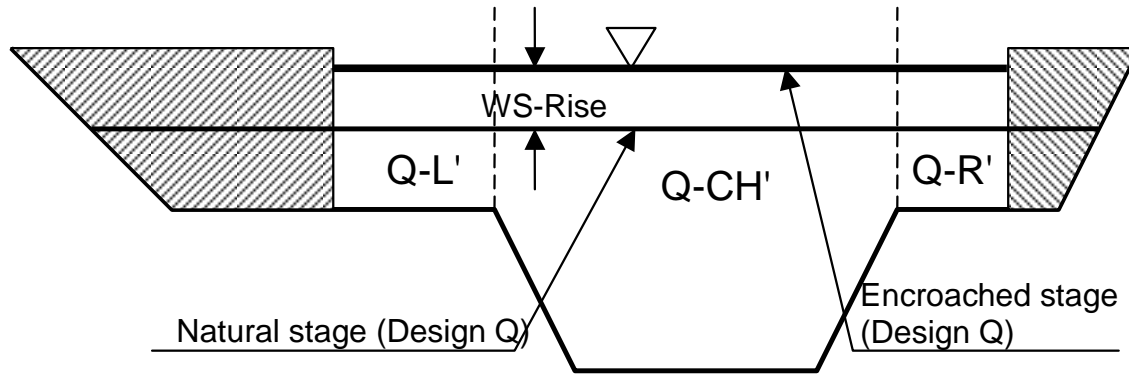 WS-Rise
Q-L'
Q-CH'
Q-R'
Natural stage (Design Q)
Encroached stage
(Design Q)